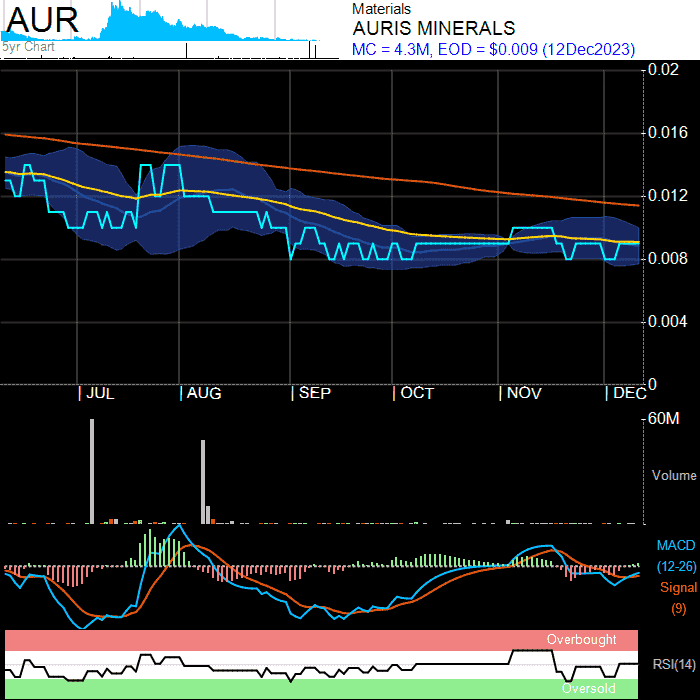 AUR
5yr Chart
Materials
AURIS MINERALS
MC = 4.3M, EOD = $0.009 (12Dec2023)
0.02
0.016
0.012
0.008
0.004
0
| JUL | AUG | SEP | OCT | NOV | DEC
60M
Volume
MACD
(12-26)
Signal
(9)
Overbought
RSI(14)
Oversold